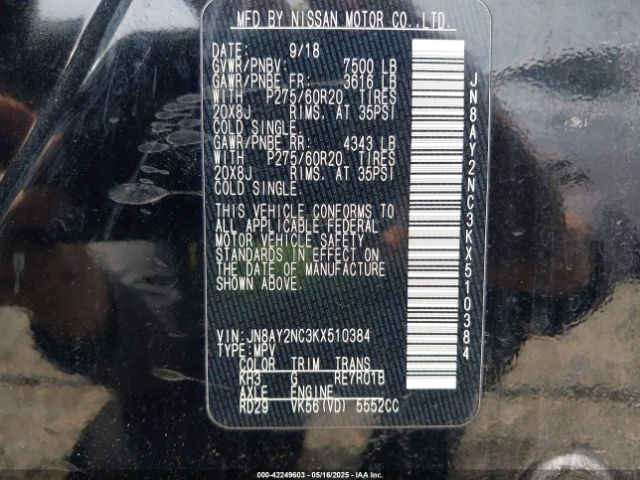 MFD BY NISSAN MOTOR CO.,LTD.
DATE: 9/18
GVWR/PNBV: 7500 LB
GAWR/PNBE FR: 3616 LB
WITH P275/60R20 TIRES
20X8J RIMS. AT 35PSI
COLD SINGLE.
GAWR/PNBE RR: 4343 LB
WITH P275/60R20 TIRES
20X8J RIMS. AT 35PSI
COLD SINGLE.
THIS VEHICLE CONFORMS TO
ALL APPLICABLE FEDERAL
MOTOR VEHICLE SAFETY
STANDARDS IN EFFECT ON
THE DATE OF MANUFACTURE
SHOWN ABOVE.
VIN: JN8AY2NC3KX510384
TYPE: MPV
COLOR TRIM TRANS
KH3 G RE7R01B
AXLE ENGINE
RD29 VK56(VD) 5552CC
JN8AY2NC3KX510384
000-42249603 - 05/16/2025 - IAA Inc.